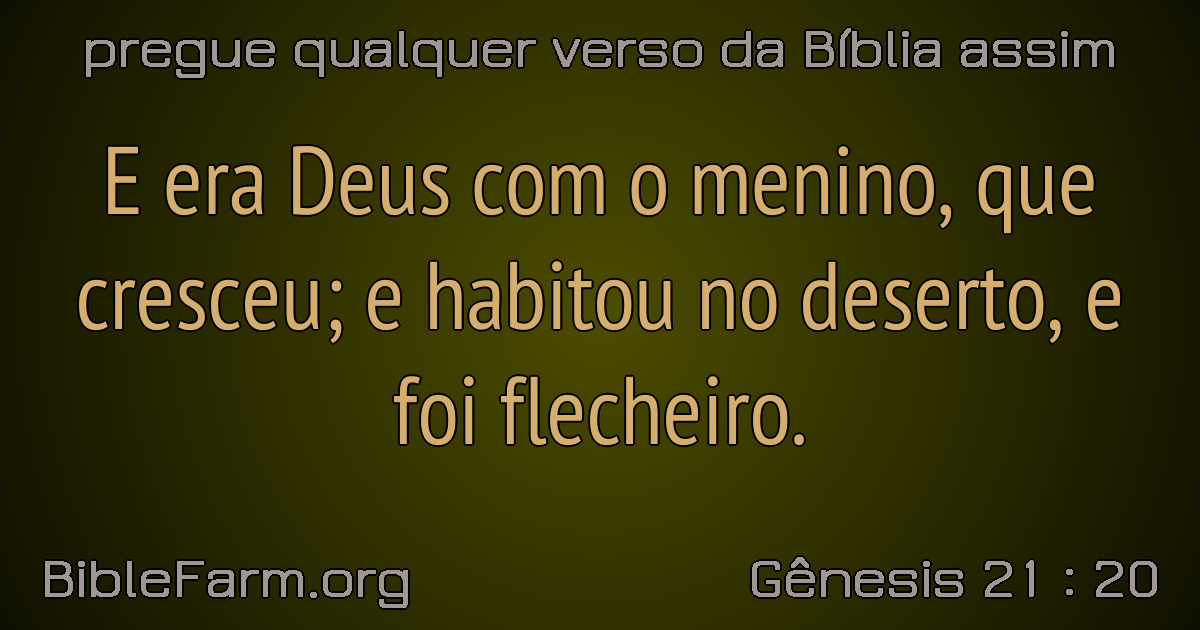 pregue qualquer verso da Bíblia assim
E era Deus com o menino, que
cresceu; e habitou no deserto, e
foi flecheiro.
BibleFarm.org
Gênesis 21 : 20